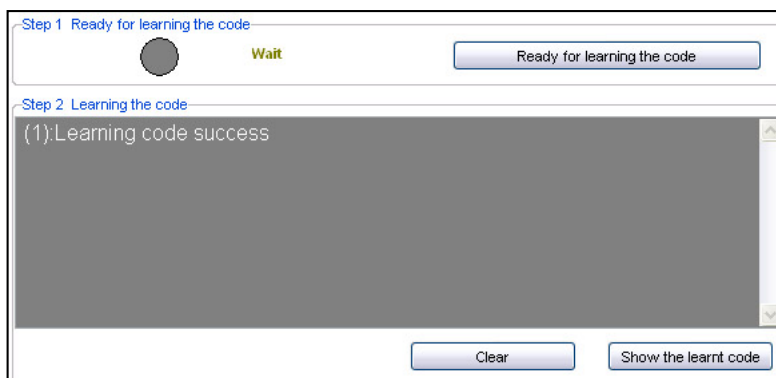 Step 1 Ready for learning the code
Wait
Ready for learning the code
Step 2 Learning the code
(1):Learning code success
Clear
Show the learnt code